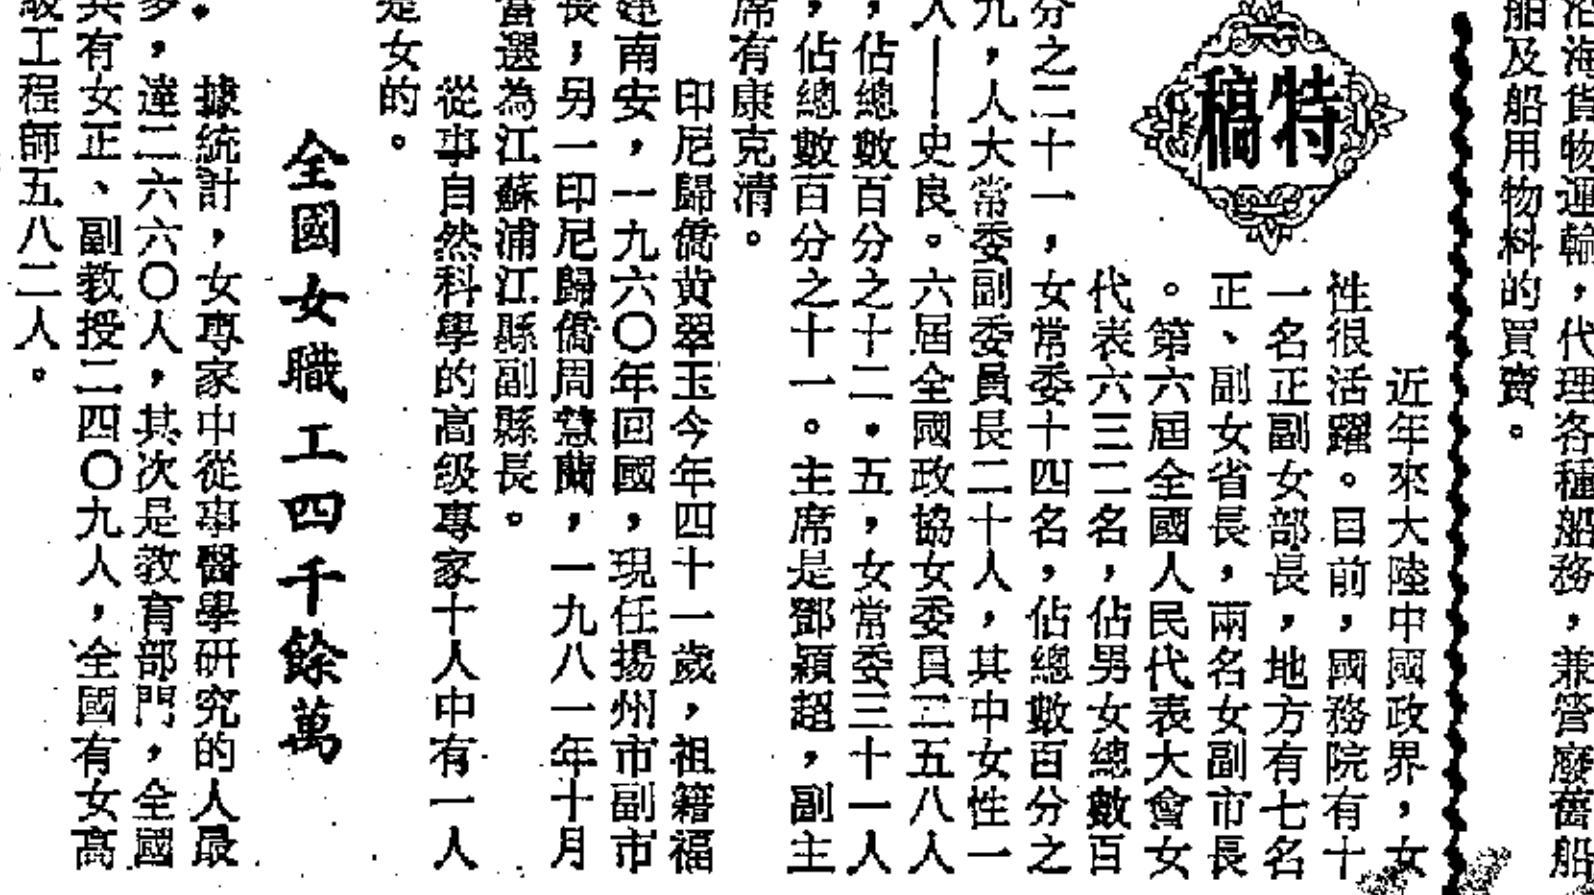 沿海貨物運輸，代理各種船務，兼營廢舊船
船及船用物料的買賣。
特稿
近年來大陸中國政界，女
性很活躍。目前，國務院有十
一名正副女部長，地方有七名
正、副女省長，兩名女副市長
。第六屆全國人民代表大會女
代表六三二名，佔男女總數百
分之二十一，女常委十四名，佔總數百分之
九，人大常委副委員長二十人，其中女性一
人——史良。六屆全國政協女委員二五八人
，佔總數百分之十二．五，女常委三十一人
，佔總數百分之十一。主席是鄧穎超，副主
席有康克清。
印尼歸僑黃翠玉今年四十一歲，祖籍福
建南安，一九六〇年回國，現任揚州市副市
長；另一印尼歸僑周慧蘭，一九八一年十月
當選為江蘇浦江縣副縣長。
從事自然科學的高級專家十人中有一人
是女的。
全國女職工四千餘萬
據統計，女專家中從事醫學研究的人最
多，達二六六〇人，其次是教育部門，全國
共有女正、副教授二四〇九人，全國有女高
級工程師五八二人。